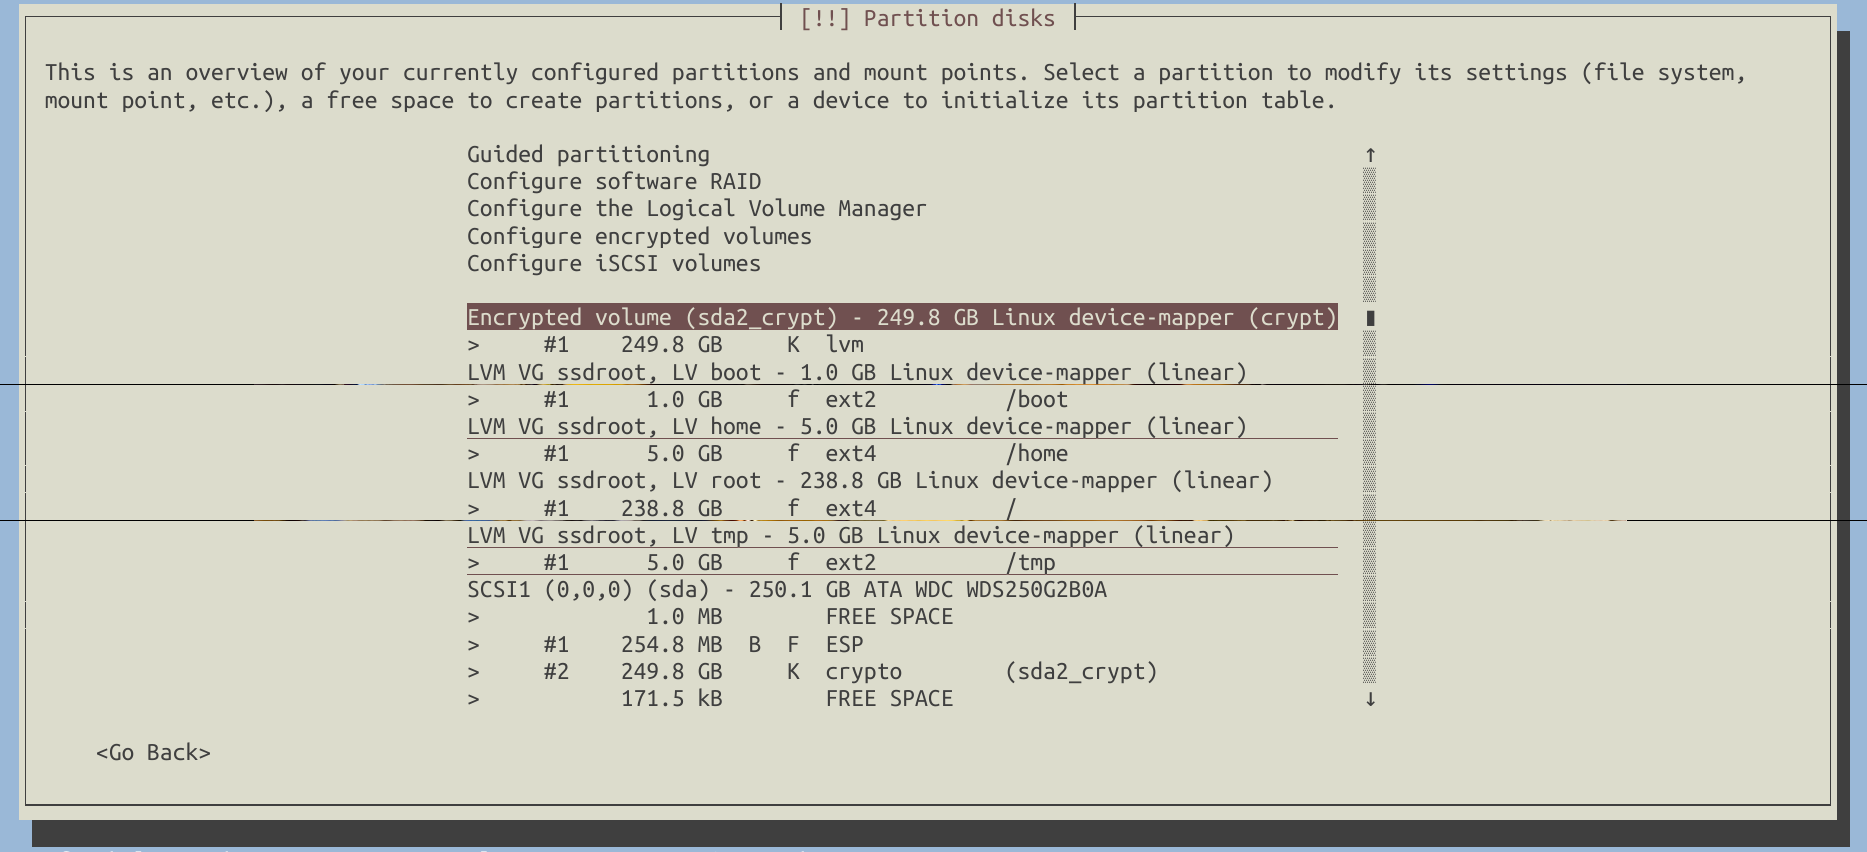 [!!] Partition disks
This is an overview of your currently configured partitions and mount points. Select a partition to modify its settings (file system,
mount point, etc.), a free space to create partitions, or a device to initialize its partition table.
Guided partitioning ↑
Configure software RAID
Configure the Logical Volume Manager
Configure encrypted volumes
Configure iSCSI volumes
Encrypted volume (sda2_crypt) - 249.8 GB Linux device-mapper (crypt)
> #1 249.8 GB K lvm
LVM VG ssdroot, LV boot - 1.0 GB Linux device-mapper (linear)
> #1 1.0 GB f ext2 /boot
LVM VG ssdroot, LV home - 5.0 GB Linux device-mapper (linear)
> #1 5.0 GB f ext4 /home
LVM VG ssdroot, LV root - 238.8 GB Linux device-mapper (linear)
> #1 238.8 GB f ext4 /
LVM VG ssdroot, LV tmp - 5.0 GB Linux device-mapper (linear)
> #1 5.0 GB f ext2 /tmp
SCSI1 (0,0,0) (sda) - 250.1 GB ATA WDC WDS250G2B0A
> 1.0 MB FREE SPACE
> #1 254.8 MB B F ESP
> #2 249.8 GB K crypto (sda2_crypt)
> 171.5 kB FREE SPACE ↓
<Go Back>